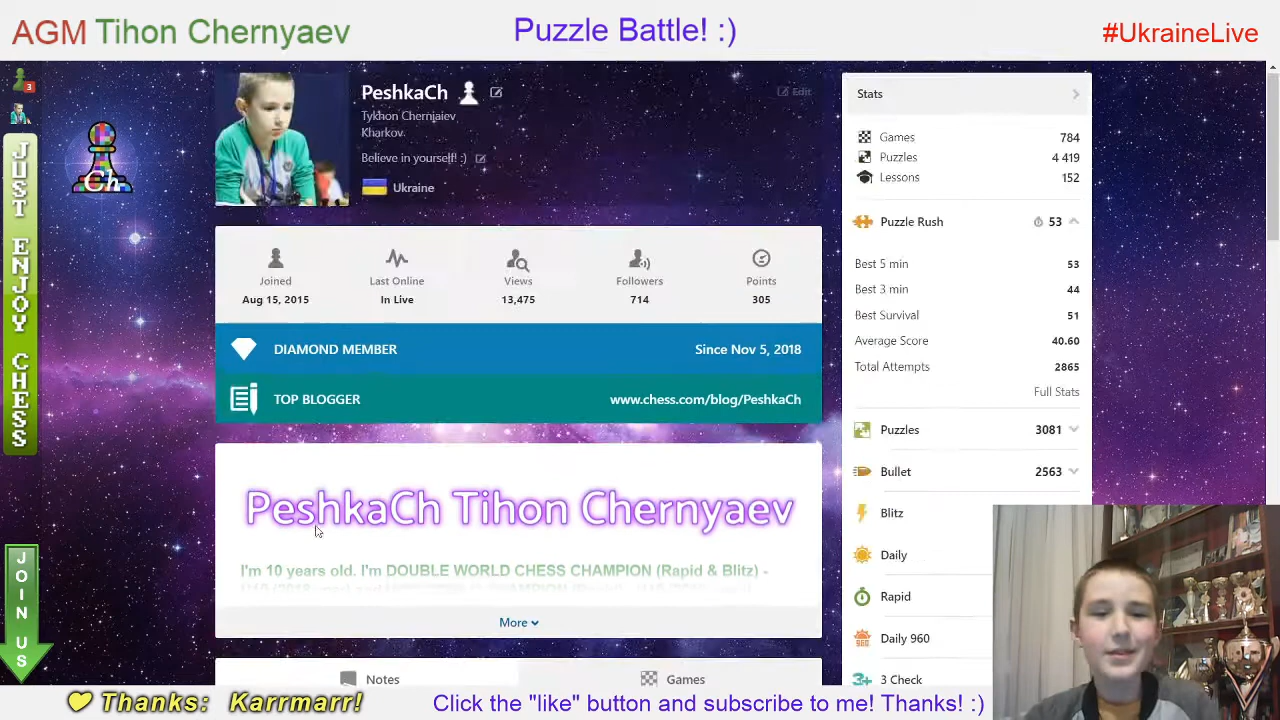 AGM Tihon Chernyaev
Puzzle Battle! :)
#UkraineLive
3
JUST ENJOY CHESS
Ch
PeshkaCh
Tykhon Cherniaiev
Kharkov
Believe in yourself! :)
Ukraine
Edit
Joined
Aug 15, 2015
Last Online
In Live
Views
13,475
Followers
714
Points
305
DIAMOND MEMBER Since Nov 5, 2018
TOP BLOGGER www.chess.com/blog/PeshkaCh
PeshkaCh Tihon Chernyaev
I'm 10 years old. I'm DOUBLE WORLD CHESS CHAMPION (Rapid & Blitz) -
More
Notes
Games
Stats
Games 784
Puzzles 4 419
Lessons 152
Puzzle Rush 53
Best 5 min 53
Best 3 min 44
Best Survival 51
Average Score 40.60
Total Attempts 2865
Full Stats
Puzzles 3081
Bullet 2563
Blitz
Daily
Rapid
Daily 960
3 Check
JOIN US
Thanks: Karrmarr!
Click the "like" button and subscribe to me! Thanks! :)